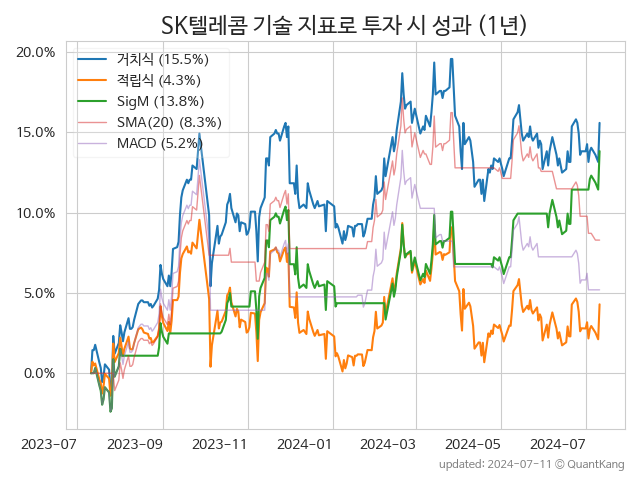 SK텔레콤 기술 지표로 투자 시 성과 (1년)
20.0%
15.0%
10.0%
5.0%
0.0%
거치식 (15.5%)
적립식 (4.3%)
SigM (13.8%)
SMA(20) (8.3%)
MACD (5.2%)
2023-07 2023-09 2023-11 2024-01 2024-03 2024-05 2024-07
updated: 2024-07-11 © QuantKang